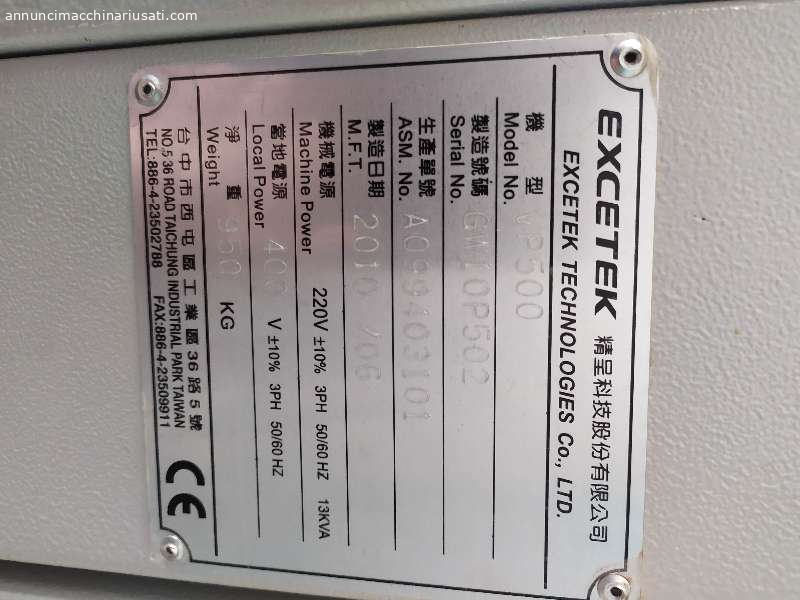 annuncimacchinariusati.com
EXCETEK 精呈科技股份有限公司
EXCETEK TECHNOLOGIES Co., LTD.
機 型
Model No. VP500
製造號碼
Serial No. GW10P502
生產單號
ASM. No. A099403101
製造日期
M.F.T. 2010/06
機械電源
Machine Power 220V ±10% 3PH 50/60 HZ 13KVA
當地電源
Local Power 400 V ±10% 3PH 50/60 HZ
淨 重
Weight 950 KG
台中市西屯區工業區36路5號
NO.5 36 ROAD TAICHUNG INDUSTRIAL PARK TAIWAN
TEL:886-4-23502788 FAX:886-4-23509911
CE